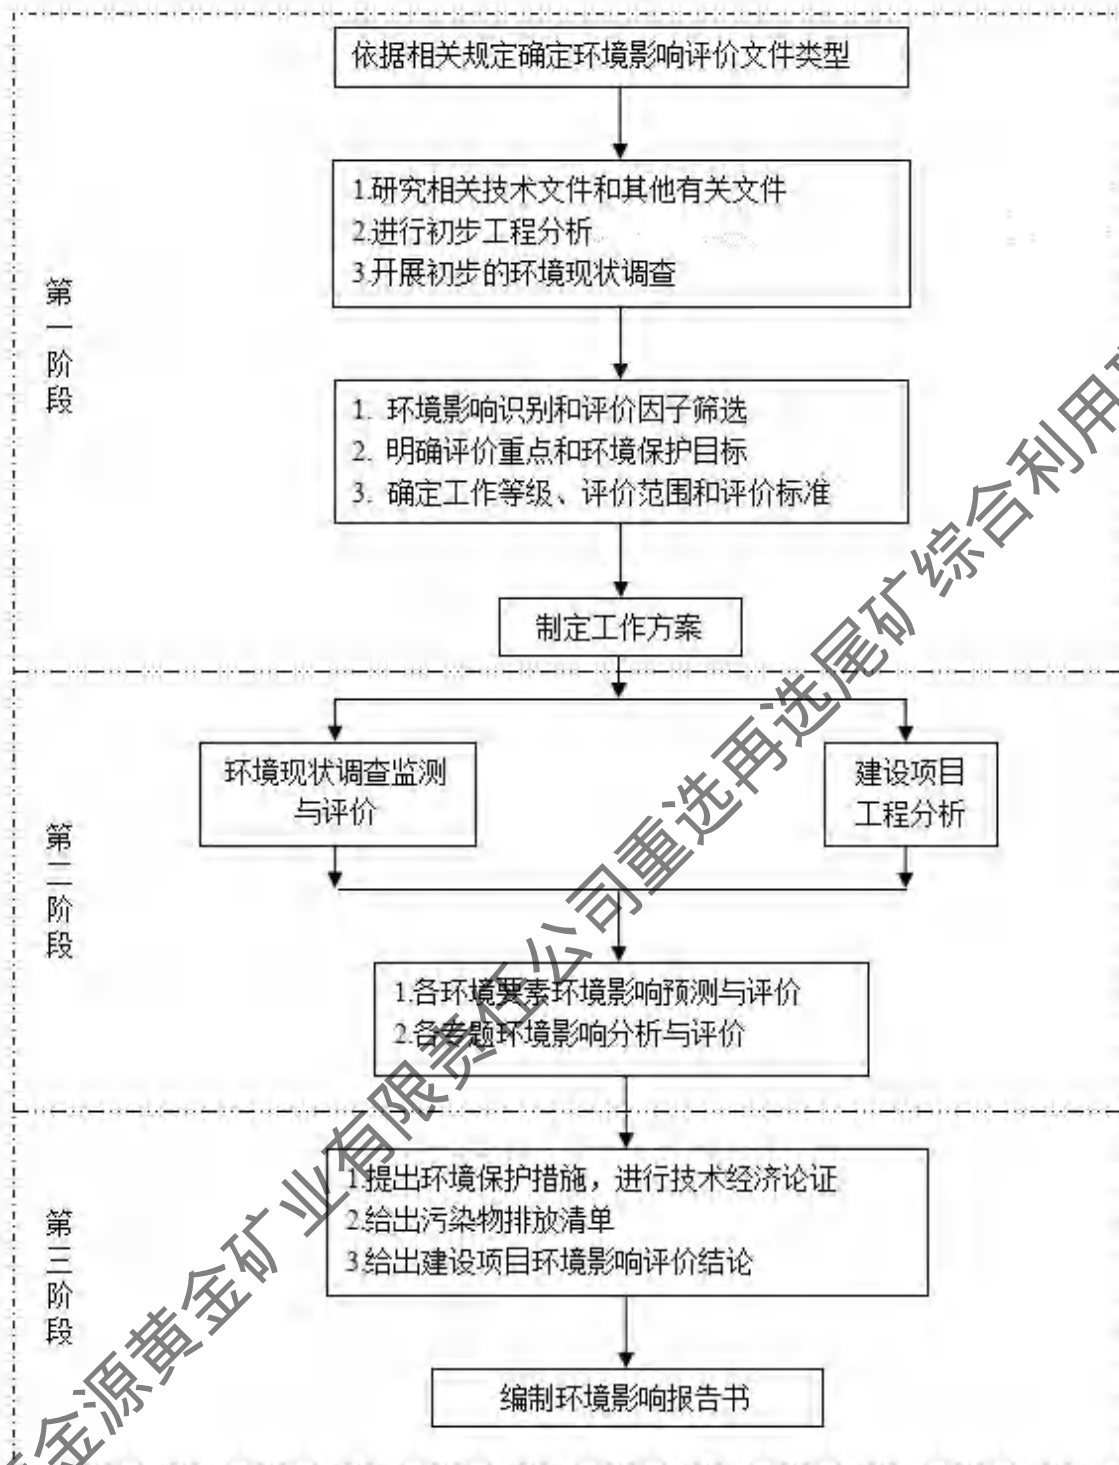 依据相关规定确定环境影响评价文件类型
1.研究相关技术文件和其他有关文件
2.进行初步工程分析
3.开展初步的环境现状调查
第一阶段
1. 环境影响识别和评价因子筛选
2. 明确评价重点和环境保护目标
3. 确定工作等级、评价范围和评价标准
制定工作方案
环境现状调查监测
与评价
建设项目
工程分析
第二阶段
1.各环境要素环境影响预测与评价
2.各专题环境影响分析与评价
1.提出环境保护措施，进行技术经济论证
2.给出污染物排放清单
3.给出建设项目环境影响评价结论
第三阶段
编制环境影响报告书
金源黄金矿业有限责任公司重选再选尾矿综合利用